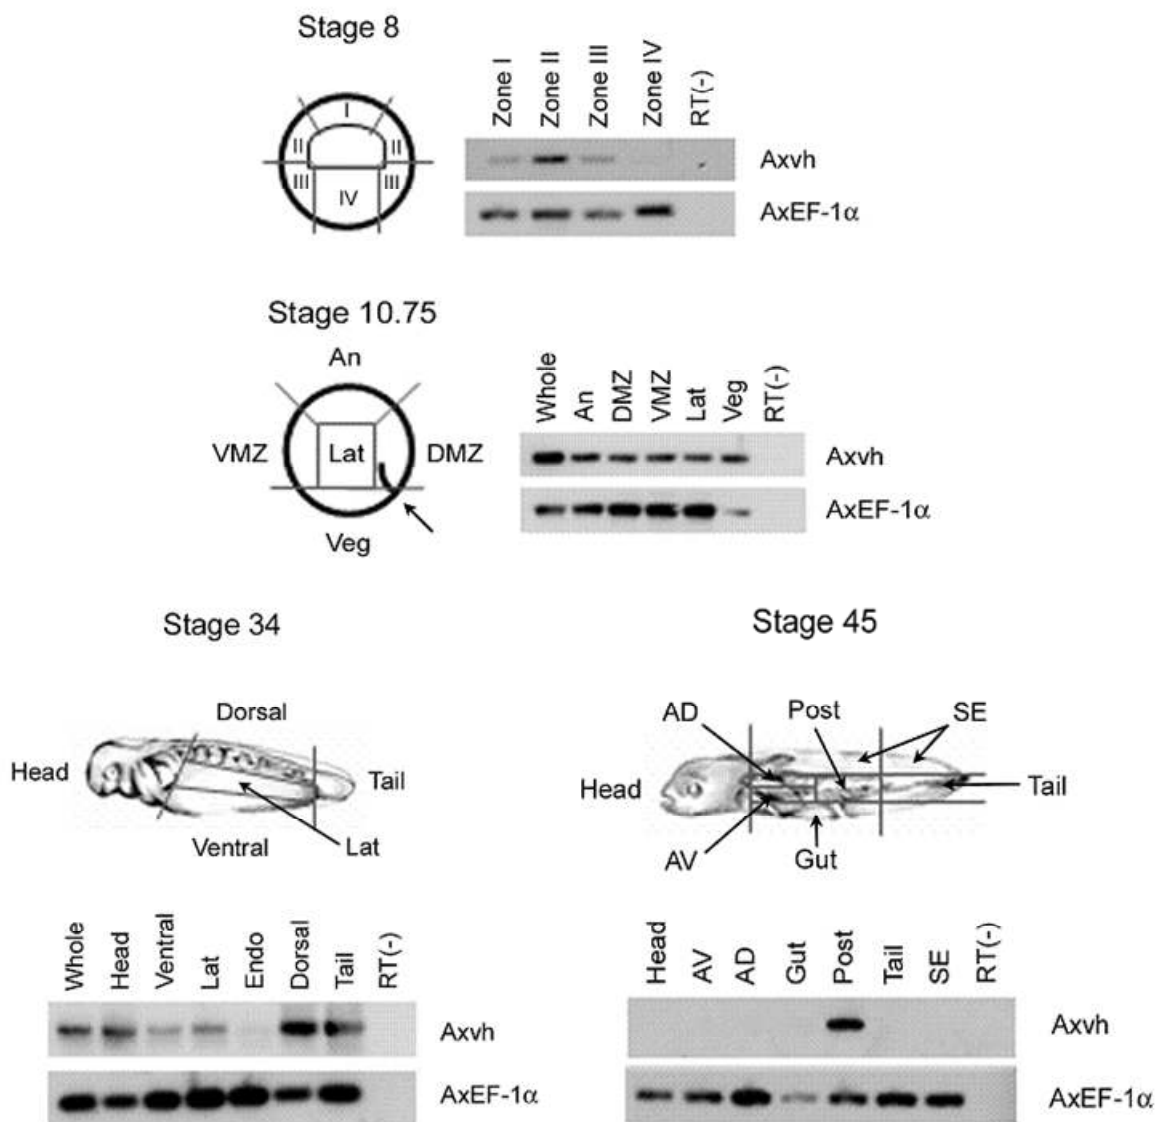 Stage 8
I
II
II
III
III
IV
Zone I
Zone II
Zone III
Zone IV
RT(-)
Axvh
AxEF-1α
Stage 10.75
An
VMZ
Lat
DMZ
Veg
Whole
An
DMZ
VMZ
Lat
Veg
RT(-)
Axvh
AxEF-1α
Stage 34
Dorsal
Head
Tail
Ventral
Lat
Whole
Head
Ventral
Lat
Endo
Dorsal
Tail
RT(-)
Axvh
AxEF-1α
Stage 45
AD
Post
SE
Head
Tail
AV
Gut
Head
AV
AD
Gut
Post
Tail
SE
RT(-)
Axvh
AxEF-1α